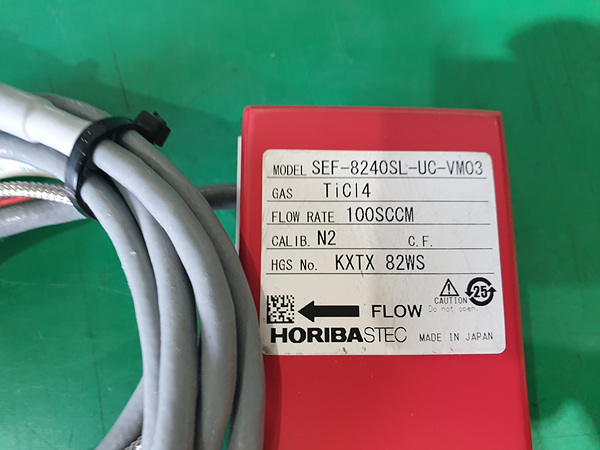 MODEL SEF-8240SL-UC-VM03
GAS TiCl4
FLOW RATE 100SCCM
CALIB. N2 C.F.
HGS No. KXTX 82WS
CAUTION 25
Do not open.
FLOW
HORIBASTEC MADE IN JAPAN